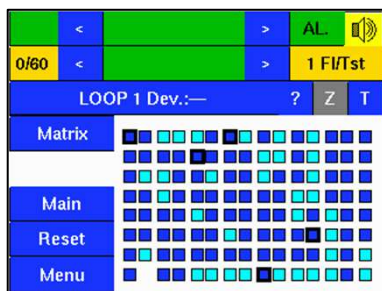 < > AL.
0/60 < > 1 Fl/Tst
LOOP 1 Dev.:— ? Z T
Matrix
Main
Reset
Menu